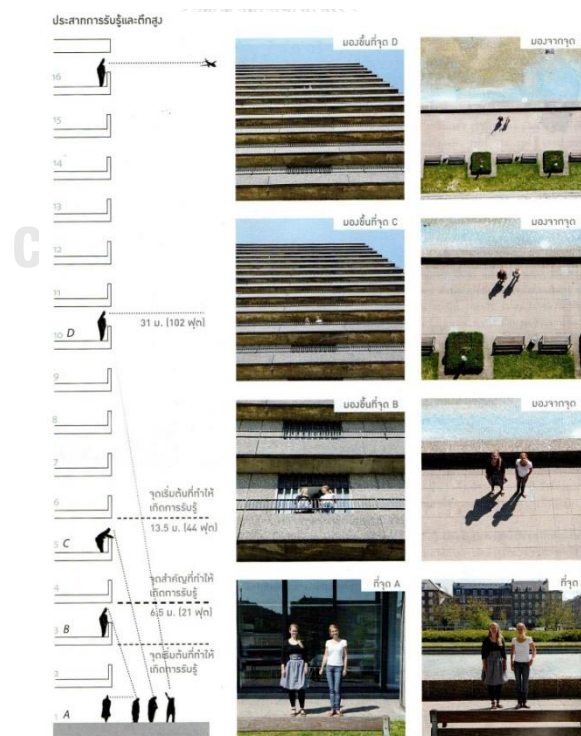 ประสาทการรับรู้และตึกสูง
มองขึ้นที่จุด D
มองจากจุด
16
15
14
13
12
11
10 D
31 ม. (102 ฟุต)
มองขึ้นที่จุด C
มองจากจุด
9
8
7
6
จุดเริ่มต้นที่ทำให้
เกิดการรับรู้
13.5 ม. (44 ฟุต)
มองขึ้นที่จุด B
มองจากจุด
5 C
4
จุดสำคัญที่ทำให้
เกิดการรับรู้
6.5 ม. (21 ฟุต)
3 B
จุดเริ่มต้นที่ทำให้
เกิดการรับรู้
2
1 A
ที่จุด A
ที่จุด
C